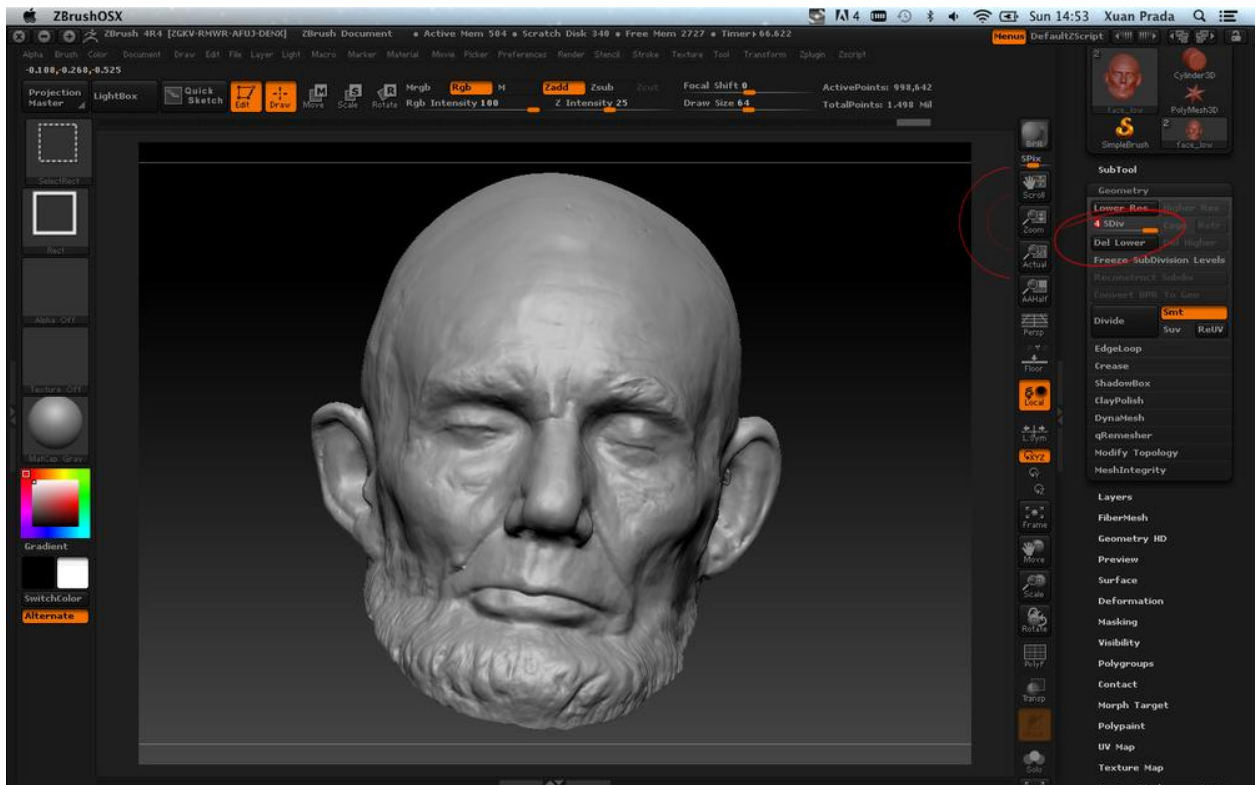 ZBrushOSX 4 Sun 14:53 Xuan Prada
ZBrush 4R4 [ZGKV-RMWR-AFUJ-DENX] ZBrush Document • Active Mem 504 • Scratch Disk 340 • Free Mem 2727 • Timer▸66.622 Menus DefaultZScript
Alpha Brush Color Document Draw Edit File Layer Light Macro Marker Material Movie Picker Preferences Render Stencil Stroke Texture Tool Transform Zplugin Zscript
-0.108,-0.260,-0.525
Projection Master LightBox Quick Sketch Edit Draw Move Scale Rotate
Mrgb Rgb M Zadd Zsub Zcut Focal Shift 0 ActivePoints: 998,642
Rgb Intensity 100 Z Intensity 25 Draw Size 64 TotalPoints: 1.498 Mil
SelectRect
Rect
Alpha Off
Texture Off
MatCap Gray
Gradient
SwitchColor
Alternate
BPR
SPix
Scroll
Zoom
Actual
AAHalf
Persp
Floor
Local
L.Sym
XYZ
Frame
Move
Scale
Rotate
PolyF
Transp
Solo
2
Cylinder3D
face_low PolyMesh3D
2
SimpleBrush face_low
SubTool
Geometry
Lower Res Higher Res
4 SDiv Cage Rstr
Del Lower Del Higher
Freeze SubDivision Levels
Reconstruct Subdiv
Convert BPR To Geo
Divide Smt
Suv ReUV
EdgeLoop
Crease
ShadowBox
ClayPolish
DynaMesh
qRemesher
Modify Topology
MeshIntegrity
Layers
FiberMesh
Geometry HD
Preview
Surface
Deformation
Masking
Visibility
Polygroups
Contact
Morph Target
Polypaint
UV Map
Texture Map